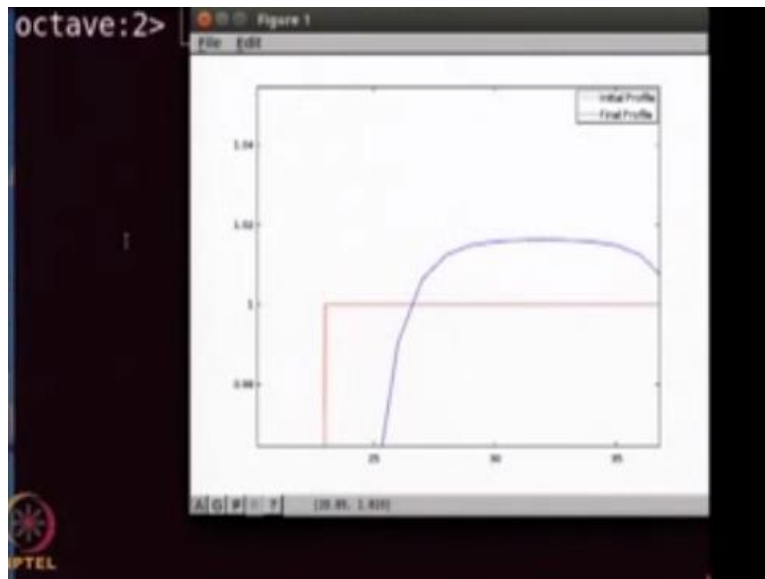 octave:2>
Figure 1
File Edit
Initial Profile
Final Profile
1.04
1.02
1
0.98
25
30
35
A G P ?
PTEL